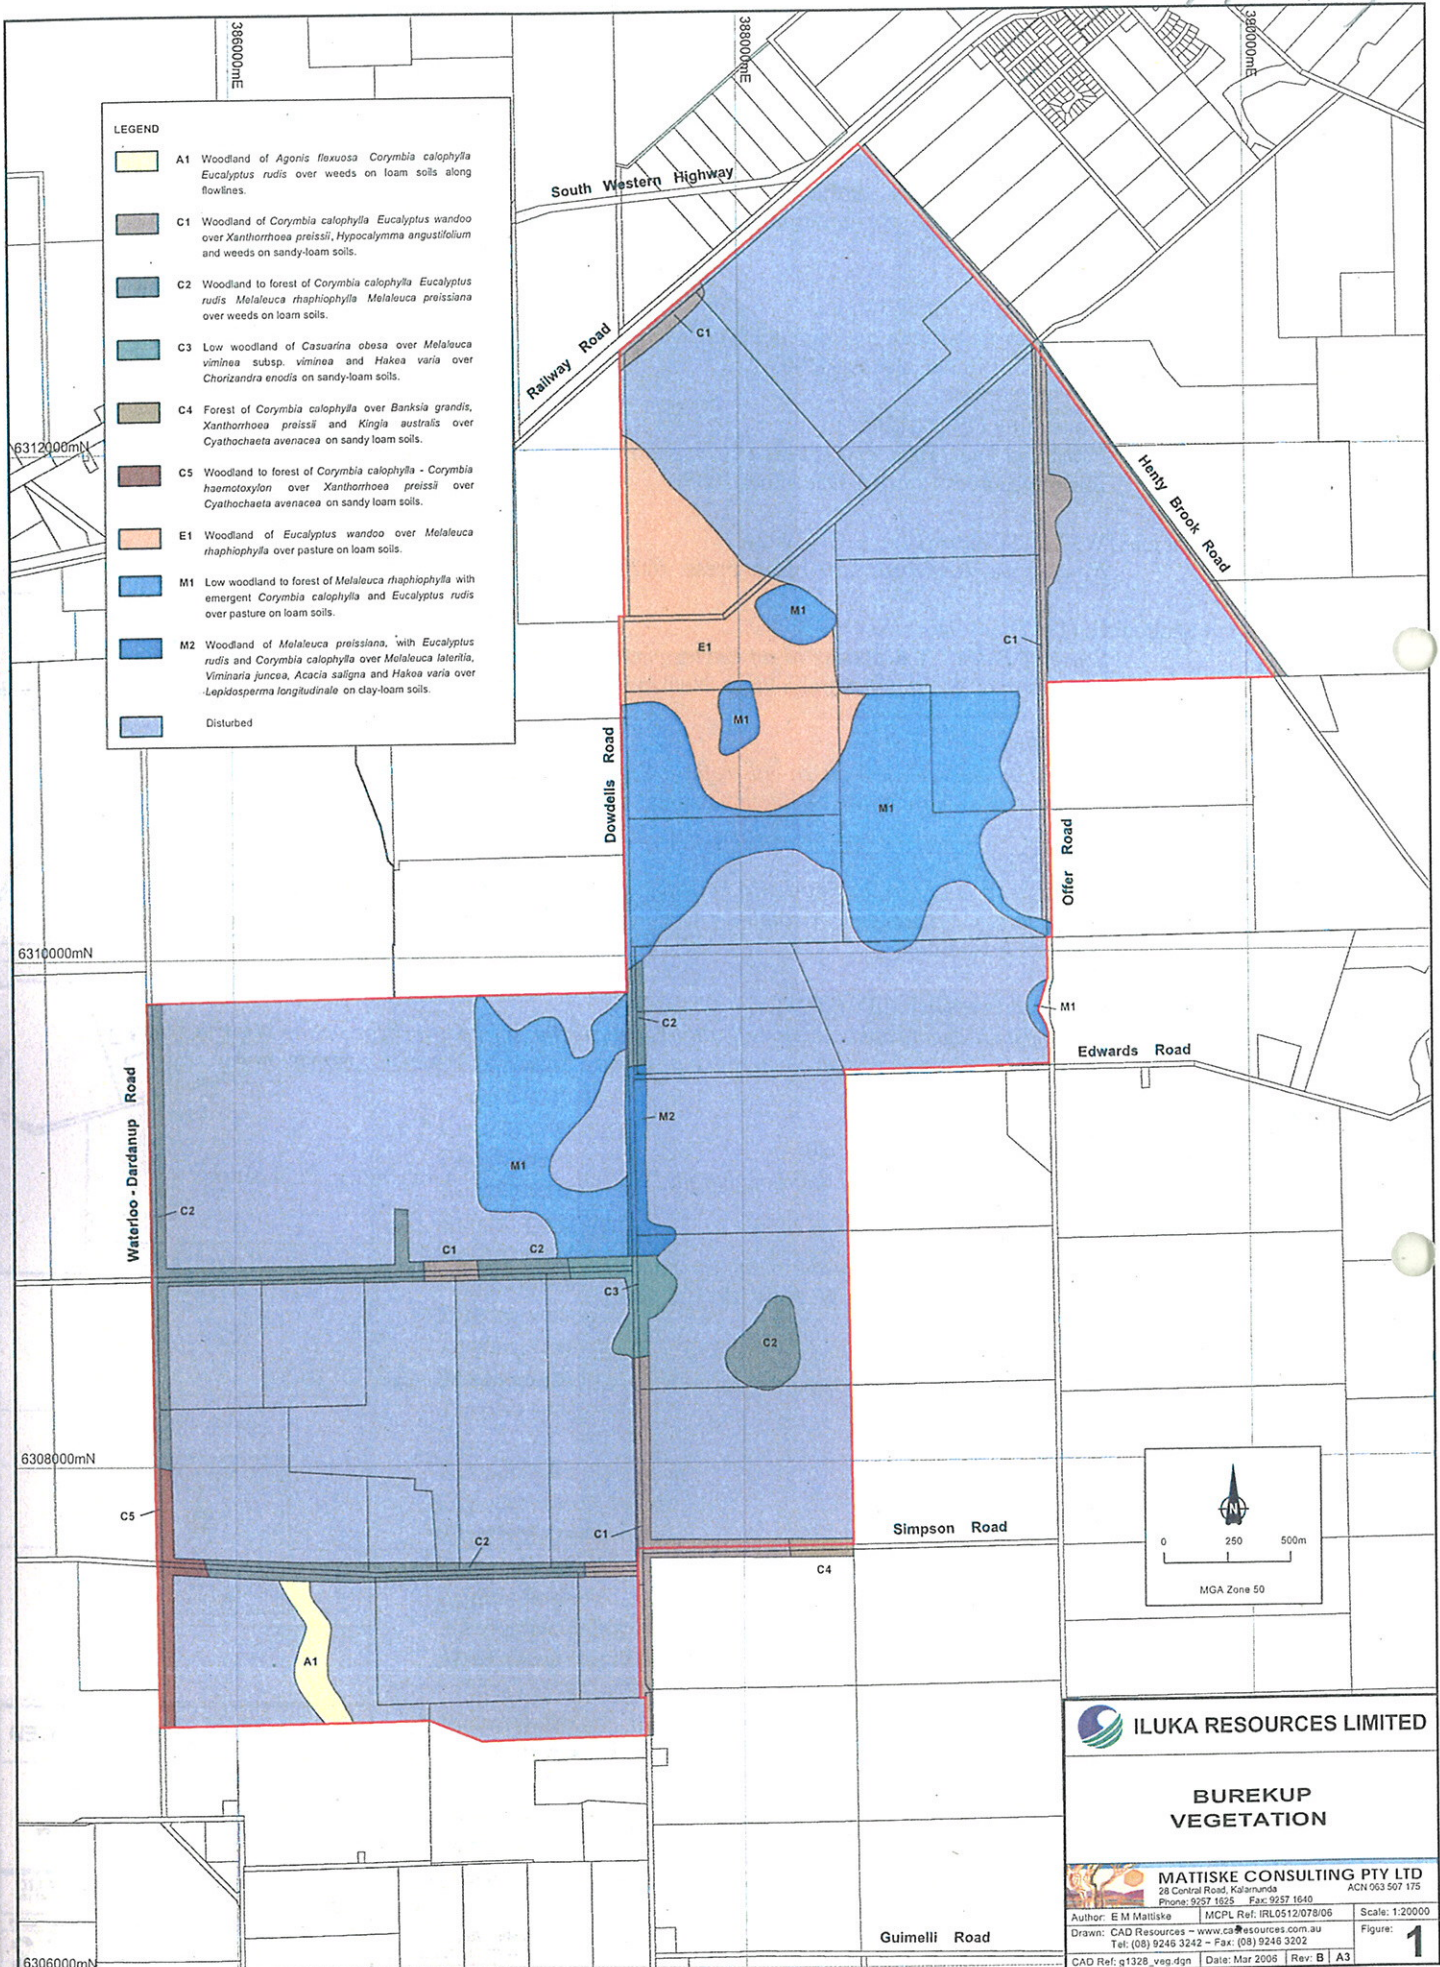 386000mE
388000mE
390000mE
LEGEND
A1 Woodland of Agonis flexuosa Corymbia calophylla
Eucalyptus rudis over weeds on loam soils along
flowlines.
C1 Woodland of Corymbia calophylla Eucalyptus wandoo
over Xanthorrhoea preissii, Hypocalymma angustifolium
and weeds on sandy-loam soils.
C2 Woodland to forest of Corymbia calophylla Eucalyptus
rudis Melaleuca rhaphiophylla Melaleuca preissiana
over weeds on loam soils.
C3 Low woodland of Casuarina obesa over Melaleuca
viminea subsp. viminea and Hakea varia over
Chorizandra enodis on sandy-loam soils.
C4 Forest of Corymbia calophylla over Banksia grandis,
Xanthorrhoea preissii and Kingia australis over
Cyathochaeta avenacea on sandy loam soils.
C5 Woodland to forest of Corymbia calophylla - Corymbia
haemotoxylon over Xanthorrhoea preissii over
Cyathochaeta avenacea on sandy loam soils.
E1 Woodland of Eucalyptus wandoo over Melaleuca
rhaphiophylla over pasture on loam soils.
M1 Low woodland to forest of Melaleuca rhaphiophylla with
emergent Corymbia calophylla and Eucalyptus rudis
over pasture on loam soils.
M2 Woodland of Melaleuca preissiana, with Eucalyptus
rudis and Corymbia calophylla over Melaleuca lateritia,
Viminaria juncea, Acacia saligna and Hakea varia over
Lepidosperma longitudinale on clay-loam soils.
Disturbed
South Western Highway
Railway Road
C1
6312000mN
Henty Brook Road
M1
E1
C1
M1
Dowdells Road
M1
Offer Road
6310000mN
M1
C2
Edwards Road
Waterloo - Dardanup Road
M2
M1
C2
C1
C2
C3
C2
6308000mN
C5
C1
C2
Simpson Road
C4
A1
N
0 250 500m
MGA Zone 50
ILUKA RESOURCES LIMITED
BUREKUP
VEGETATION
MATTISKE CONSULTING PTY LTD
28 Central Road, Kalamunda ACN 063 507 175
Phone: 9257 1625 Fax: 9257 1640
Author: E M Mattiske MCPL Ref: IRL0512/078/06 Scale: 1:20000
Drawn: CAD Resources ~ www.cadresources.com.au
Tel: (08) 9246 3242 ~ Fax: (08) 9246 3202
Figure: 1
CAD Ref: g1328_veg.dgn Date: Mar 2006 Rev: B A3
Guimelli Road
6306000mN